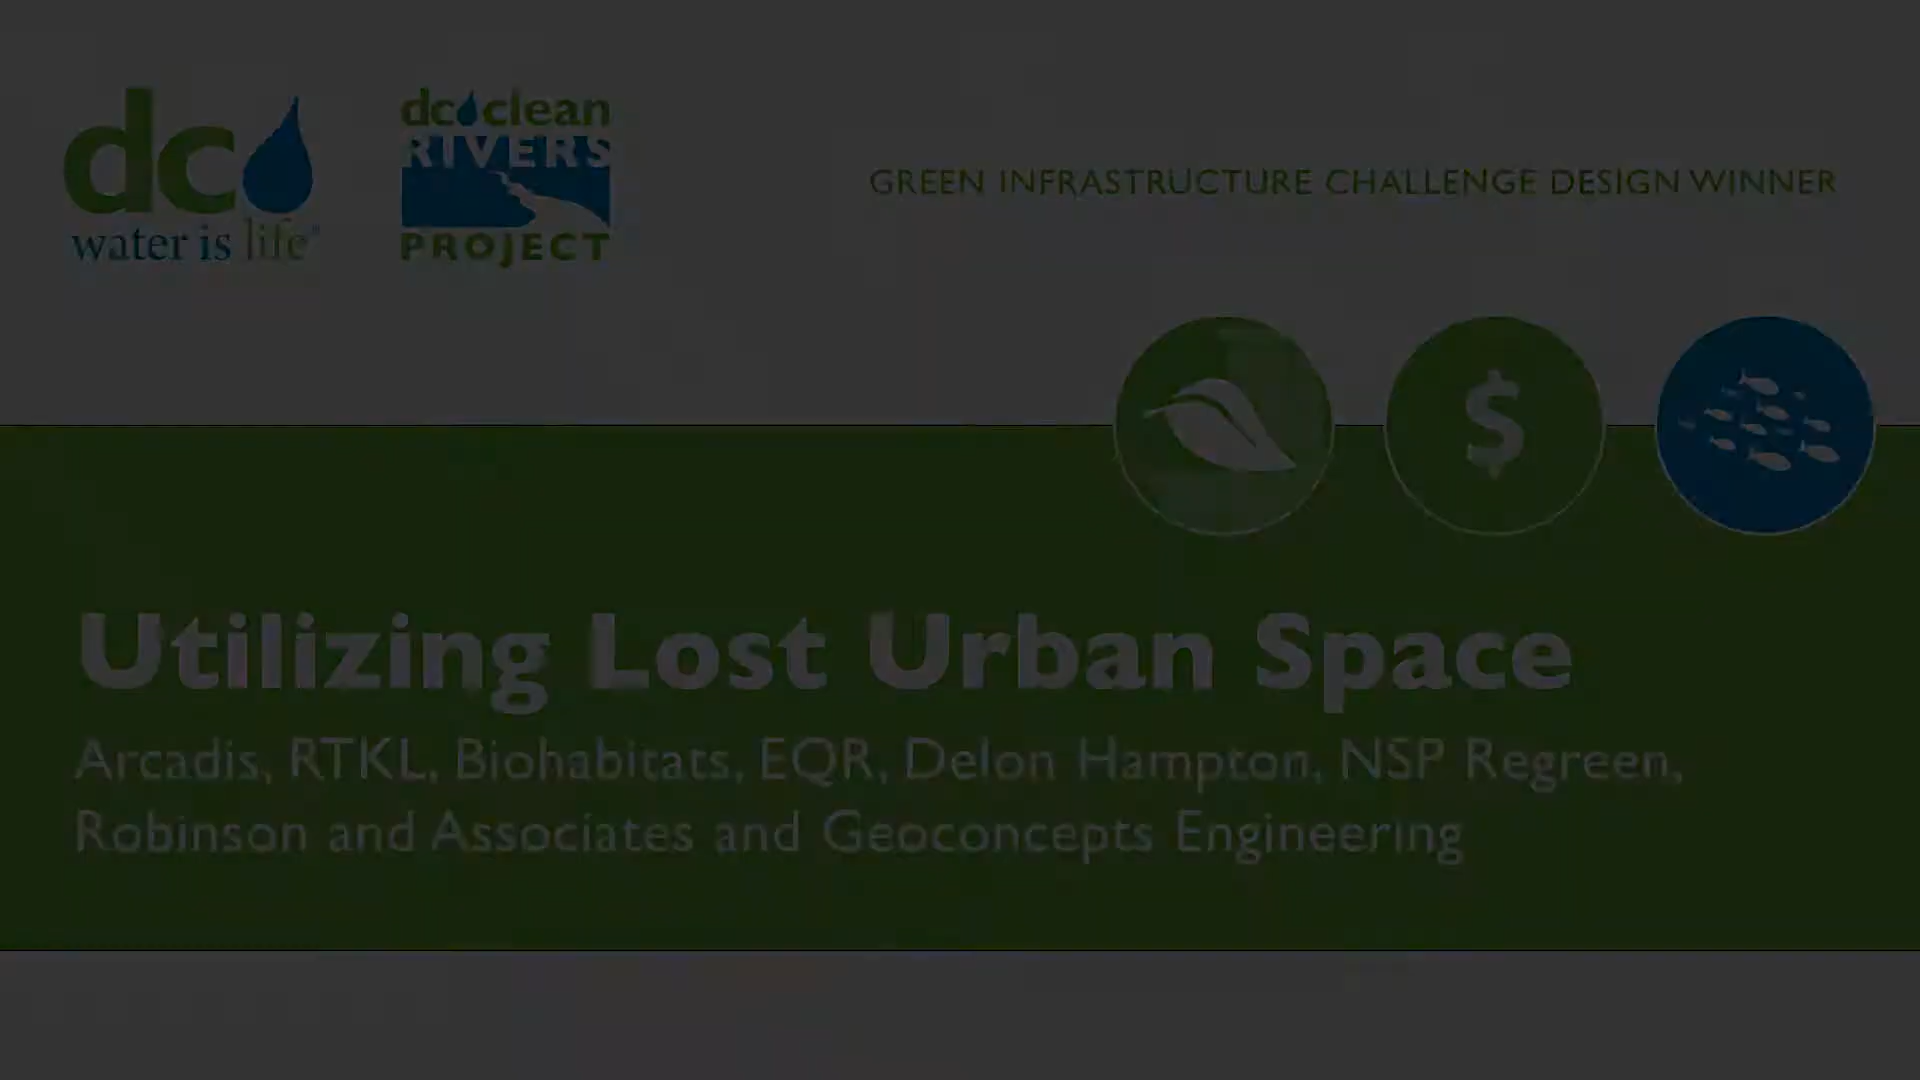 dc
water is life®
dc clean
RIVERS
PROJECT
GREEN INFRASTRUCTURE CHALLENGE DESIGN WINNER
$
Utilizing Lost Urban Space
Arcadis, RTKL, Biohabitats, EQR, Delon Hampton, NSP Regreen,
Robinson and Associates and Geoconcepts Engineering